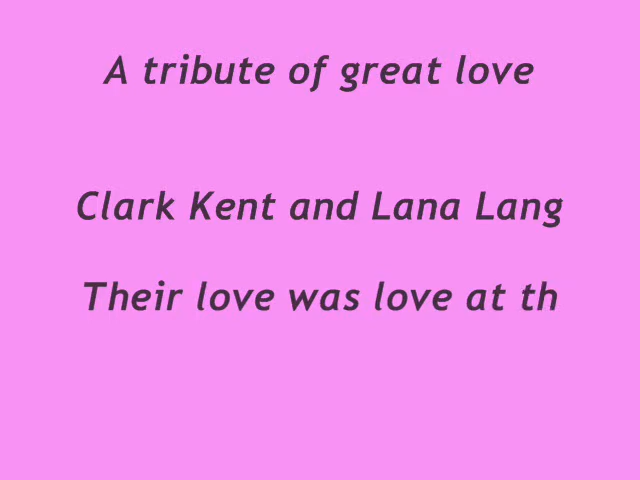 A tribute of great love
Clark Kent and Lana Lang
Their love was love at th